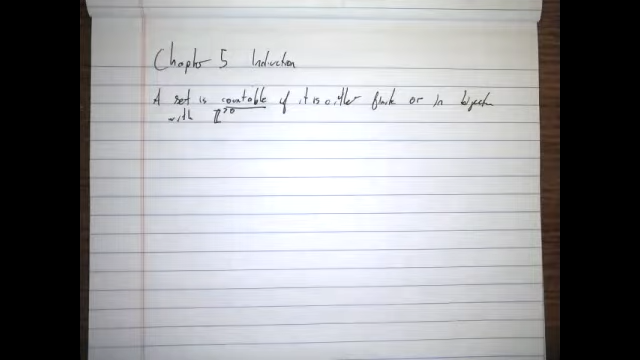 Chapter 5 Induction
A set is countable if it is either finite or in bijection
with ℤ^≥0